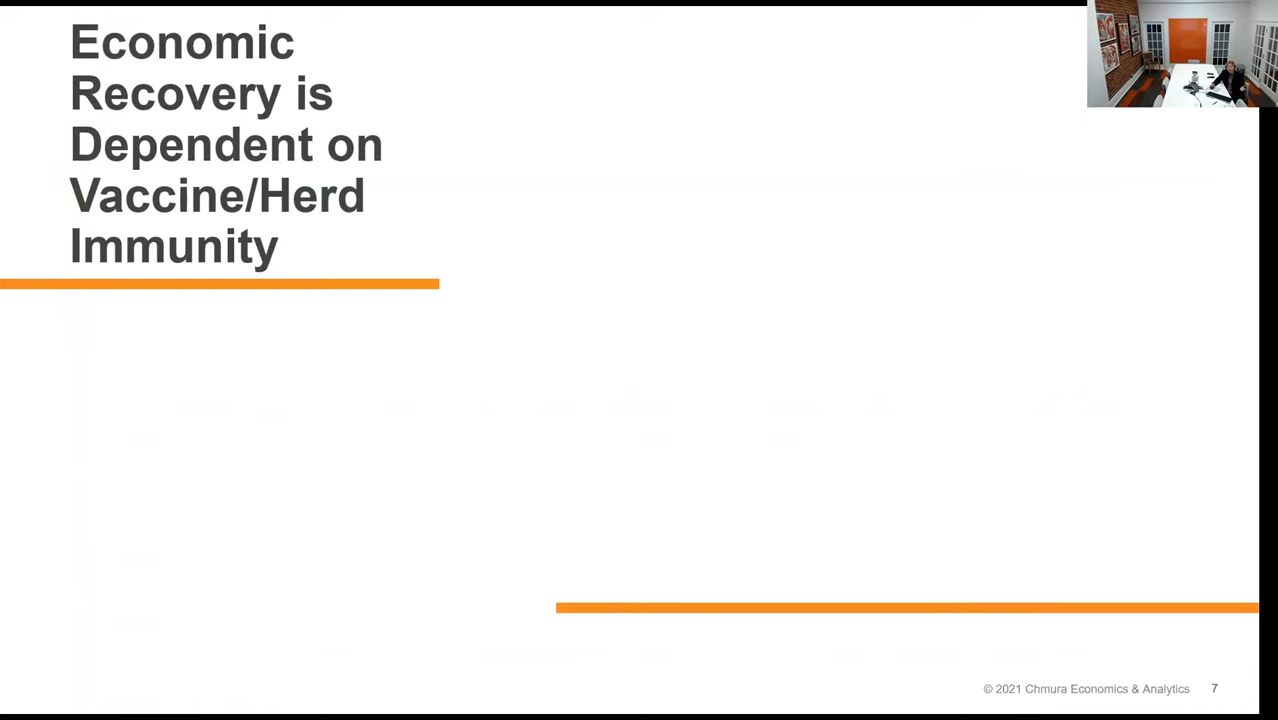 Economic
Recovery is
Dependent on
Vaccine/Herd
Immunity
© 2021 Chmura Economics & Analytics 7